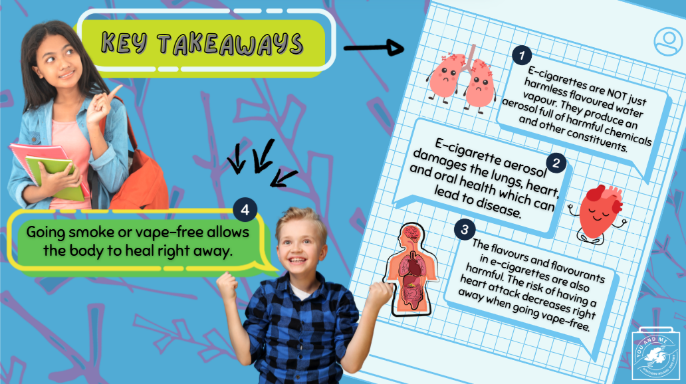 KEY TAKEAWAYS
1
E-cigarettes are NOT just
harmless flavoured water
vapour. They produce an
aerosol full of harmful chemicals
and other constituents.
2
E-cigarette aerosol
damages the lungs, heart,
and oral health which can
lead to disease.
3
The flavours and flavourants
in e-cigarettes are also
harmful. The risk of having a
heart attack decreases right
away when going vape-free.
4
Going smoke or vape-free allows
the body to heal right away.
YOU AND ME